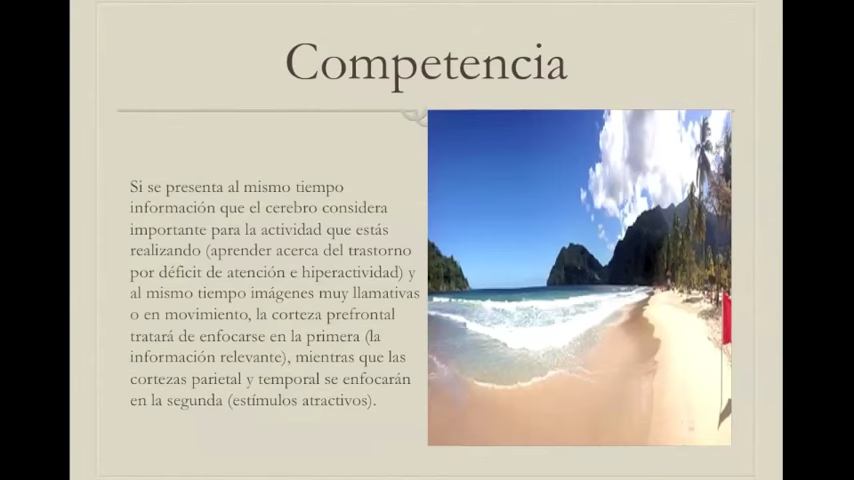 Competencia
Si se presenta al mismo tiempo
información que el cerebro considera
importante para la actividad que estás
realizando (aprender acerca del trastorno
por déficit de atención e hiperactividad) y
al mismo tiempo imágenes muy llamativas
o en movimiento, la corteza prefrontal
tratará de enfocarse en la primera (la
información relevante), mientras que las
cortezas parietal y temporal se enfocarán
en la segunda (estímulos atractivos).